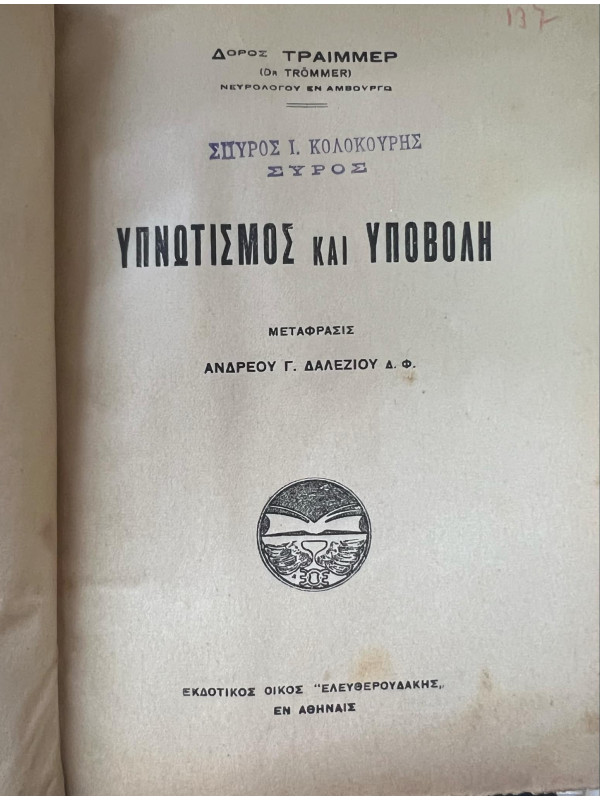 137
Δορος ΤΡΑΙΜΜΕΡ
(Dr TRÖMMER)
ΝΕΥΡΟΛΟΓΟΥ ΕΝ ΑΜΒΟΥΡΓΩ
ΣΠΥΡΟΣ Ι. ΚΟΛΟΚΟΥΡΗΣ
ΣΥΡΟΣ
ΥΠΝΩΤΙΣΜΟΣ ΚΑΙ ΥΠΟΒΟΛΗ
ΜΕΤΑΦΡΑΣΙΣ
ΑΝΔΡΕΟΥ Γ. ΔΑΛΕΖΙΟΥ Δ. Φ.
ΕΚΔΟΤΙΚΟΣ ΟΙΚΟΣ "ΕΛΕΥΘΕΡΟΥΔΑΚΗΣ„
ΕΝ ΑΘΗΝΑΙΣ